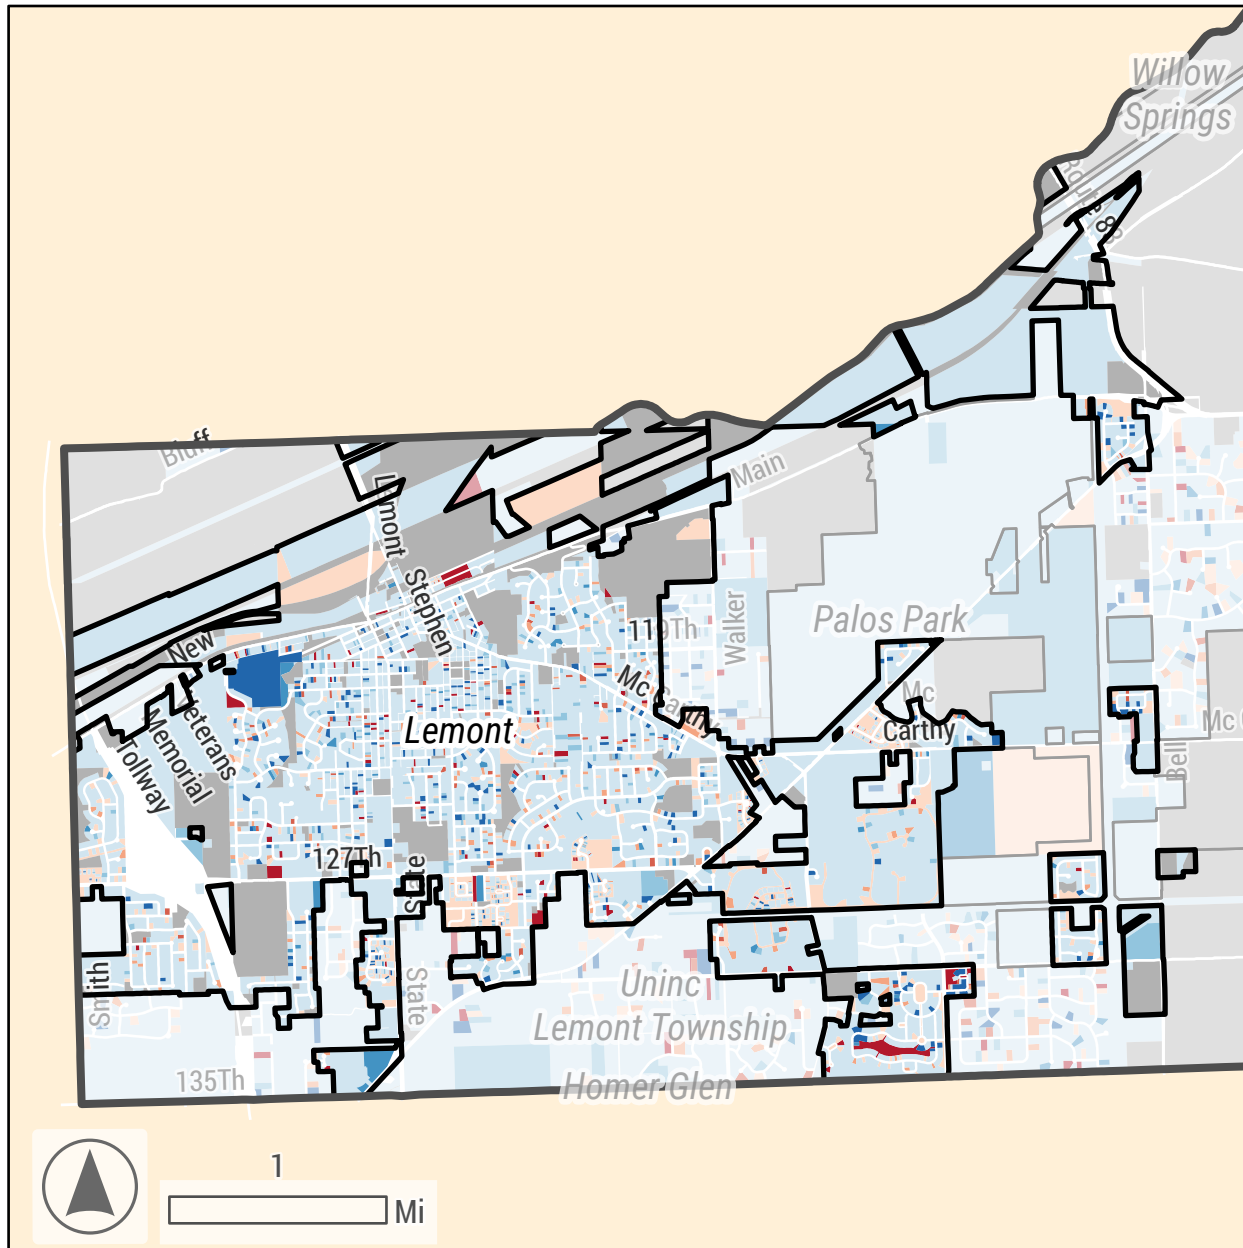 Willow
Springs
Route 83
Bluff
Lemont
Main
Stephen
New
119Th
Walker
Palos Park
Mc Carthy
Mc
Carthy
Mc C
Bell
Veterans
Memorial
Tollway
Lemont
127Th
State
Smith
State
Uninc
Lemont Township
135Th
Homer Glen
1
Mi